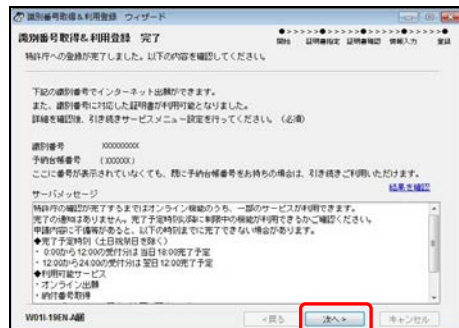 識別番号取得&利用登録 ウィザード
識別番号取得&利用登録 完了
●>>>>>●>>>>>●>>>>>●>>>>>●
開始 証明書指定 証明書確認 情報入力 登録
特許庁への登録が完了しました。以下の内容を確認してください。
下記の識別番号でインターネット出願ができます。
また、識別番号に対応した証明書が利用可能となりました。
詳細を確認後、引き続きサービスメニュー設定を行ってください。（必須）
識別番号 XXXXXXXXX
予納台帳番号 （XXXXXX）
ここに番号が表示されていなくても、既に予納台帳番号をお持ちの場合は、引き続きご利用いただけます。
結果を確認
サーバメッセージ
特許庁の確認が完了するまではオンライン機能のうち、一部のサービスが利用できます。
完了の通知はありません。完了予定時刻以降に制限中の機能が利用できるかご確認ください。
申請内容に不備等があると、以下の時刻までに完了できない場合があります。
◆完了予定時刻（土日祝祭日を除く）
・ 0:00から12:00の受付分は当日18:00完了予定
・ 12:00から24:00の受付分は翌日12:00完了予定
◆利用可能サービス
・オンライン出願
・納付番号取得
W01I-19EN-A画
<戻る
次へ>
キャンセル